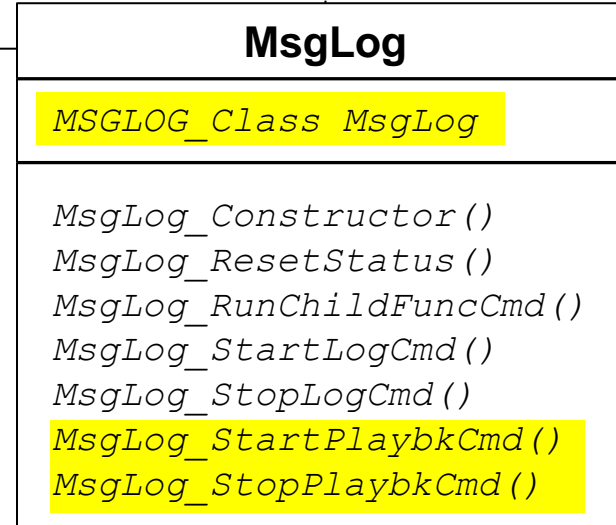 MsgLog
MSGLOG_Class MsgLog
MsgLog_Constructor()
MsgLog_ResetStatus()
MsgLog_RunChildFuncCmd()
MsgLog_StartLogCmd()
MsgLog_StopLogCmd()
MsgLog_StartPlaybkCmd()
MsgLog_StopPlaybkCmd()